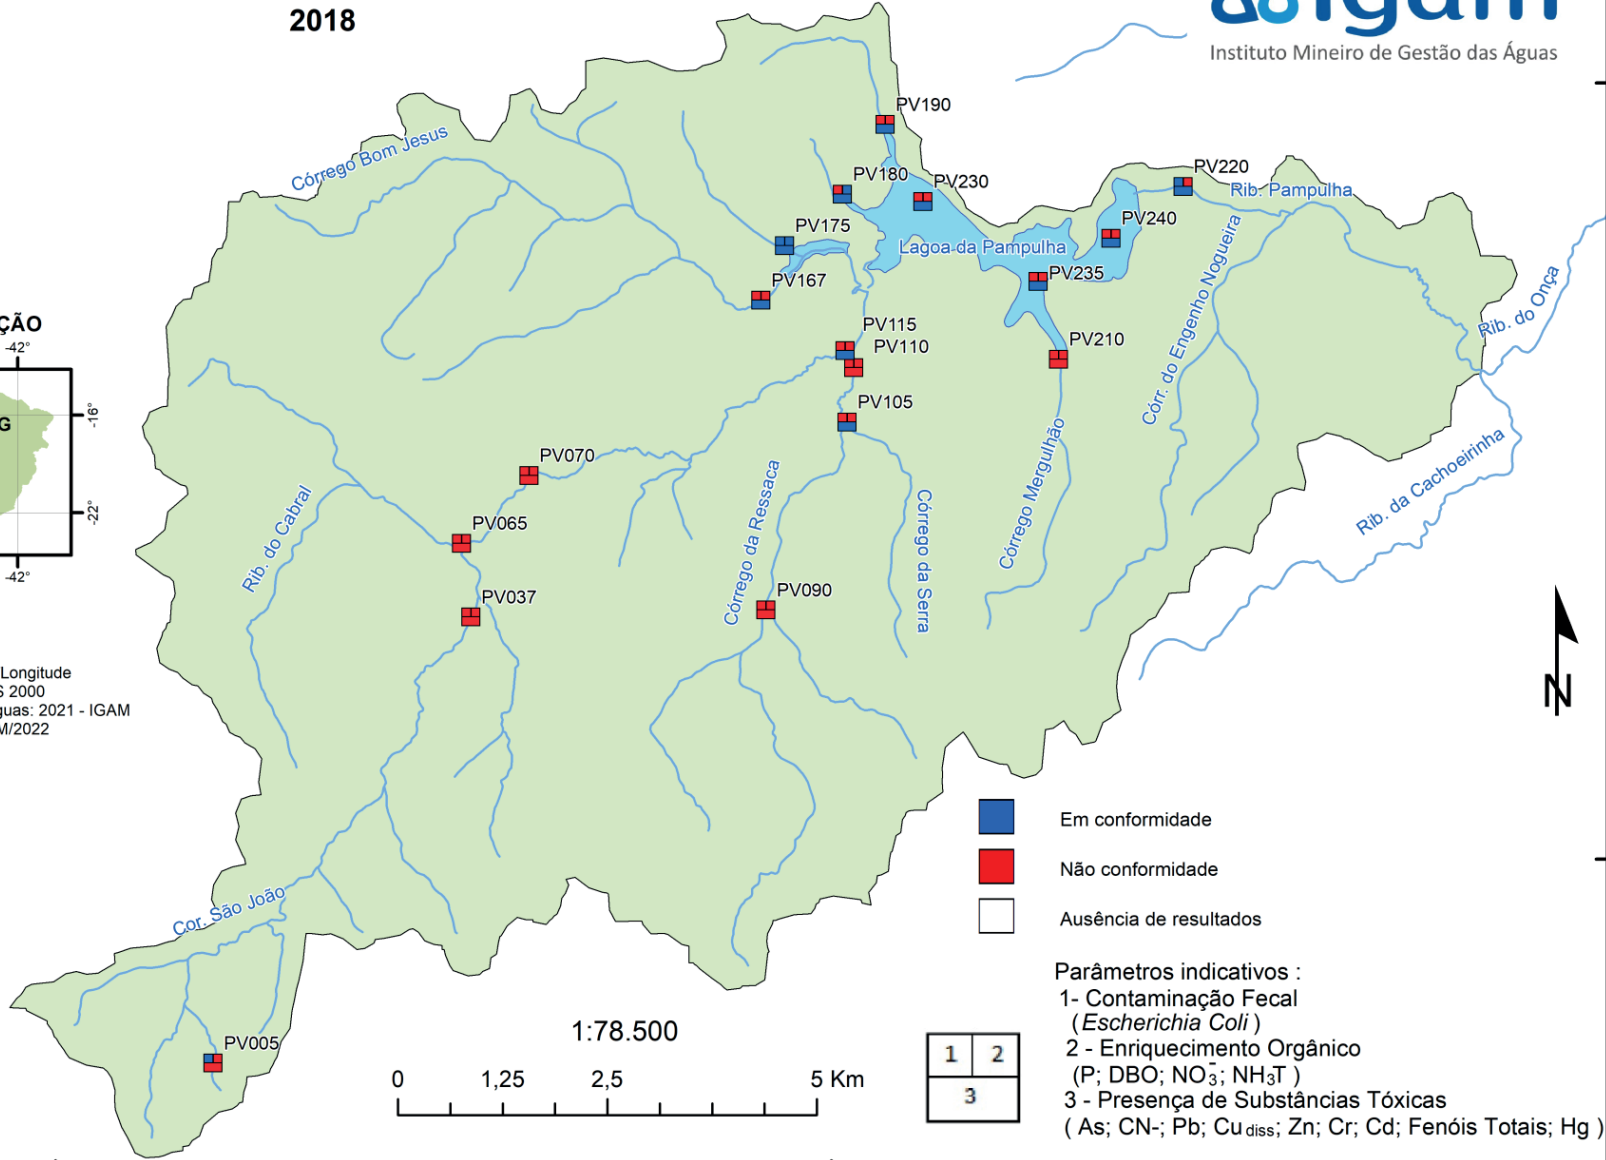 2018
igam
Instituto Mineiro de Gestão das Águas
PV190
Córrego Bom Jesus
PV180
PV230
PV220
Rib. Pampulha
PV175
PV240
Lagoa da Pampulha
PV235
PV167
Córr. do Engenho Nogueira
Rib. do Onça
ÇÃO
-42°
PV115
PV110
PV210
-16°
G
PV105
PV070
Rib. da Cachoeirinha
-22°
Rib. do Cabral
PV065
Córrego da Ressaca
Córrego da Serra
Córrego Mergulhão
-42°
PV037
PV090
N
Longitude
S 2000
guas: 2021 - IGAM
M/2022
Em conformidade
Não conformidade
Ausência de resultados
Cor. São João
PV005
1:78.500
0 1,25 2,5 5 Km
1 2
3
Parâmetros indicativos :
1- Contaminação Fecal
(Escherichia Coli )
2 - Enriquecimento Orgânico
(P; DBO; NO3-; NH3T )
3 - Presença de Substâncias Tóxicas
( As; CN-; Pb; Cu diss; Zn; Cr; Cd; Fenóis Totais; Hg )